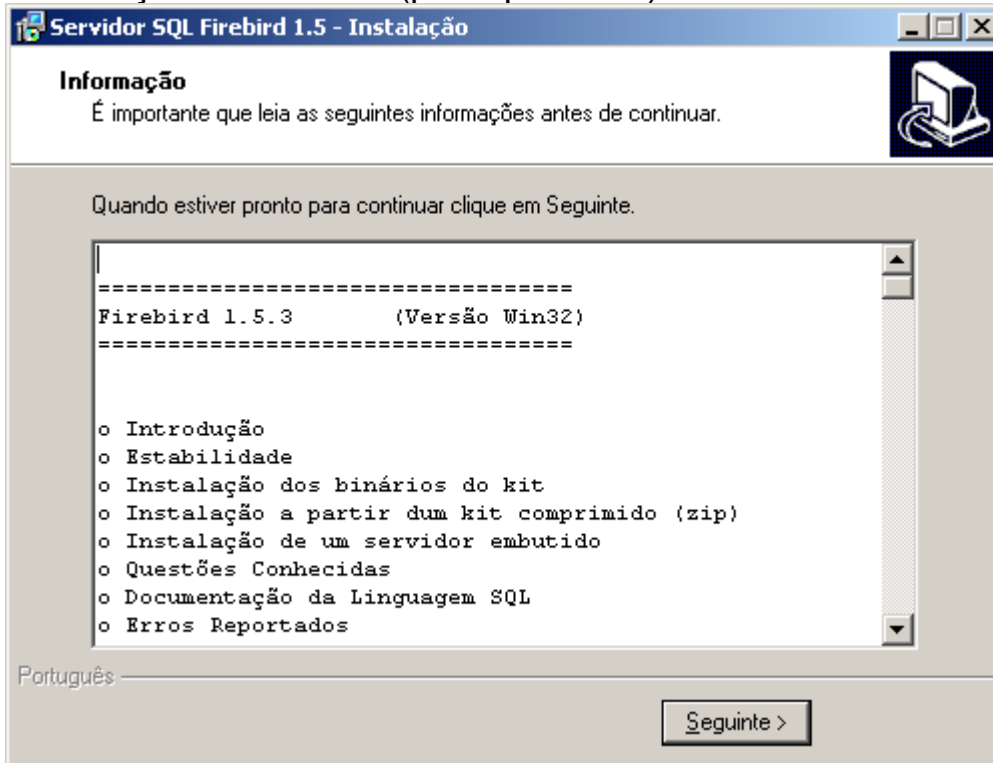 Servidor SQL Firebird 1.5 - Instalação
Informação
É importante que leia as seguintes informações antes de continuar.
Quando estiver pronto para continuar clique em Seguinte.
==================================
Firebird 1.5.3 (Versão Win32)
==================================
o Introdução
o Estabilidade
o Instalação dos binários do kit
o Instalação a partir dum kit comprimido (zip)
o Instalação de um servidor embutido
o Questões Conhecidas
o Documentação da Linguagem SQL
o Erros Reportados
Português
Seguinte >